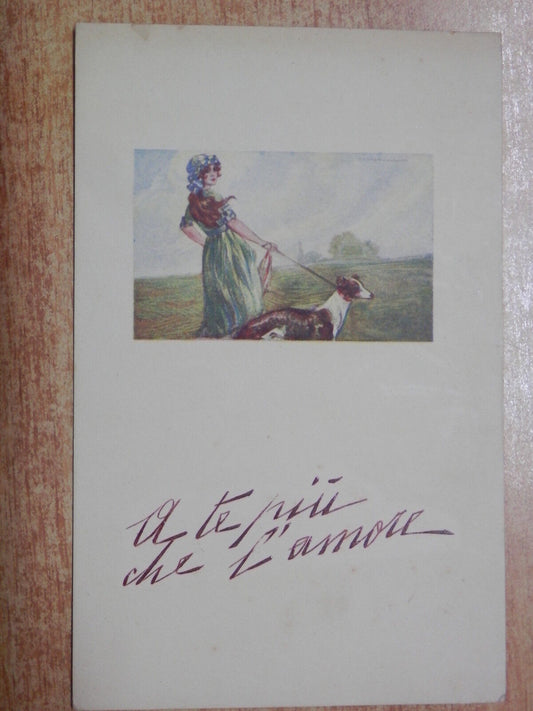 A te più
che l'amore